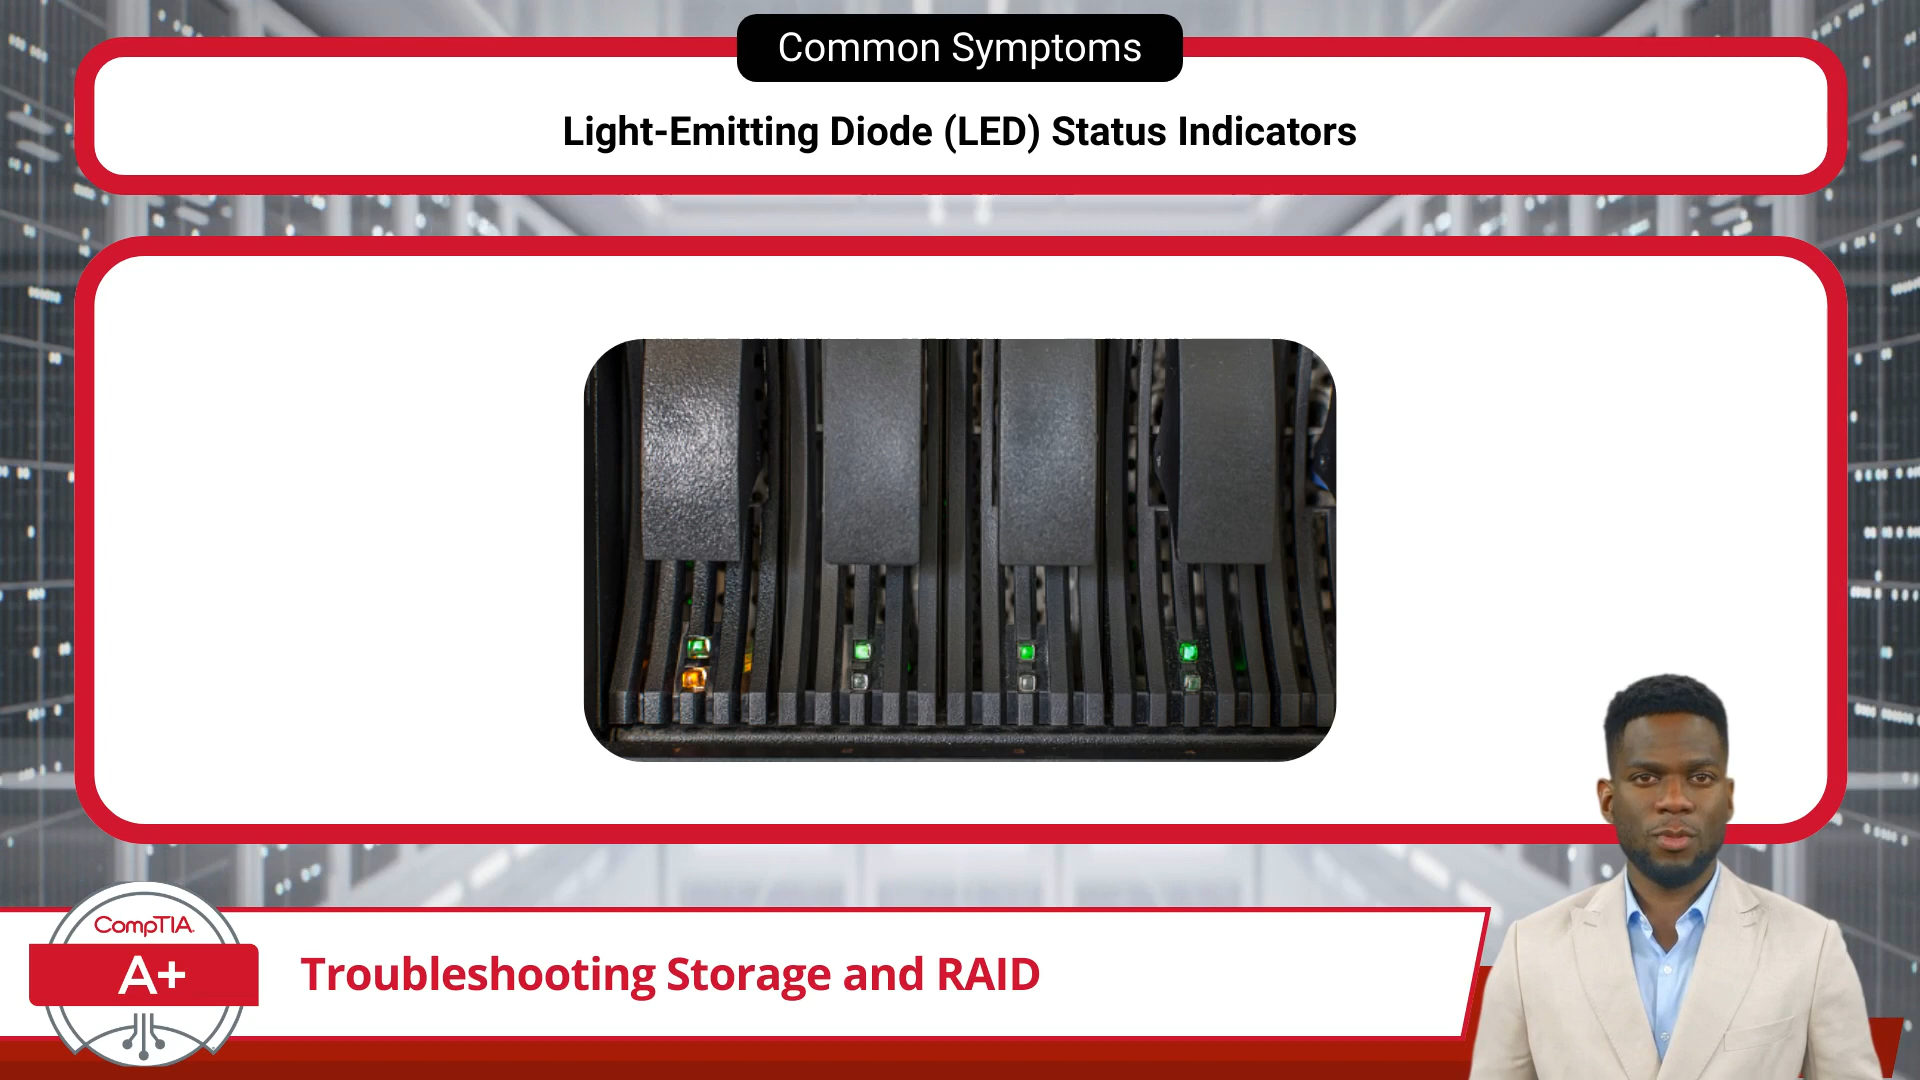 Common Symptoms
Light-Emitting Diode (LED) Status Indicators
CompTIA.
A+
Troubleshooting Storage and RAID